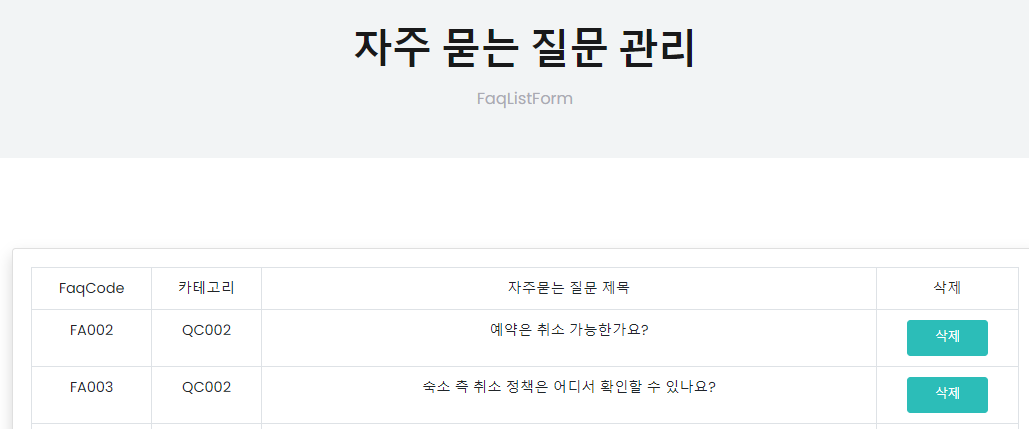 자주 묻는 질문 관리
FaqListForm
FaqCode 카테고리 자주묻는 질문 제목 삭제
FA002 QC002 예약은 취소 가능한가요? 삭제
FA003 QC002 숙소 측 취소 정책은 어디서 확인할 수 있나요? 삭제